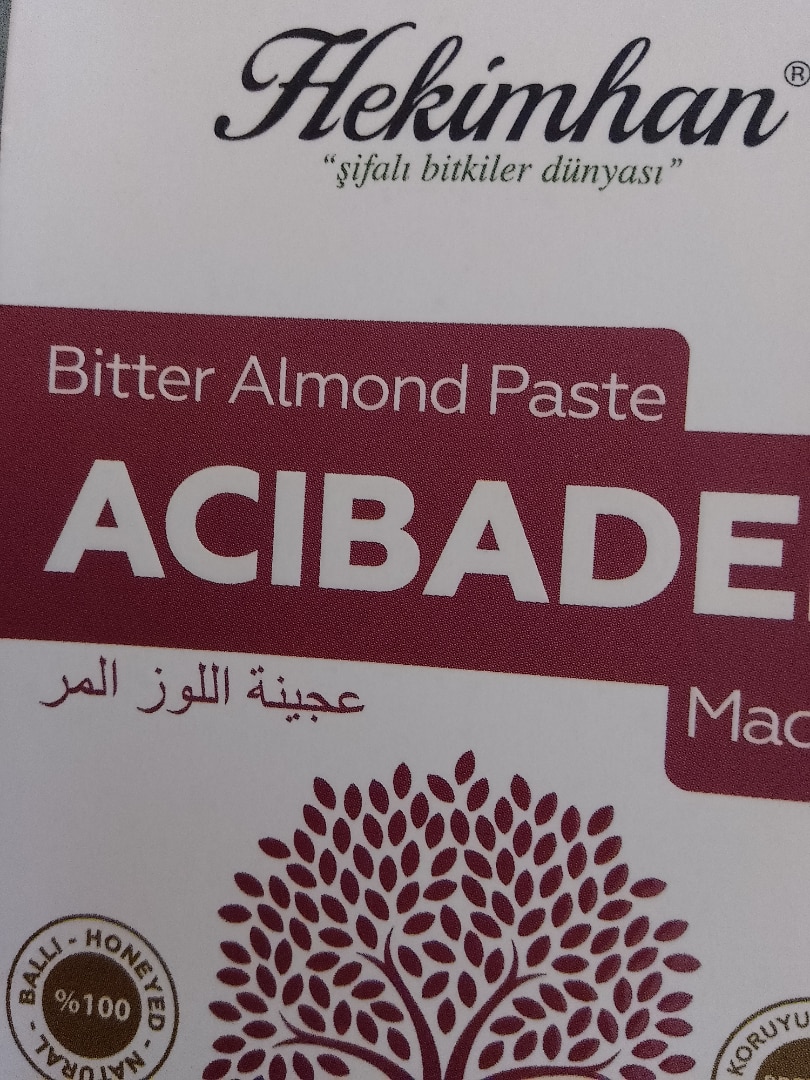 Hekimhan®
“şifalı bitkiler dünyası”
Bitter Almond Paste
ACIBADE
عجينة اللوز المر
Mac
BALLI - HONEYED - NATURAL -
%100
KORUYU